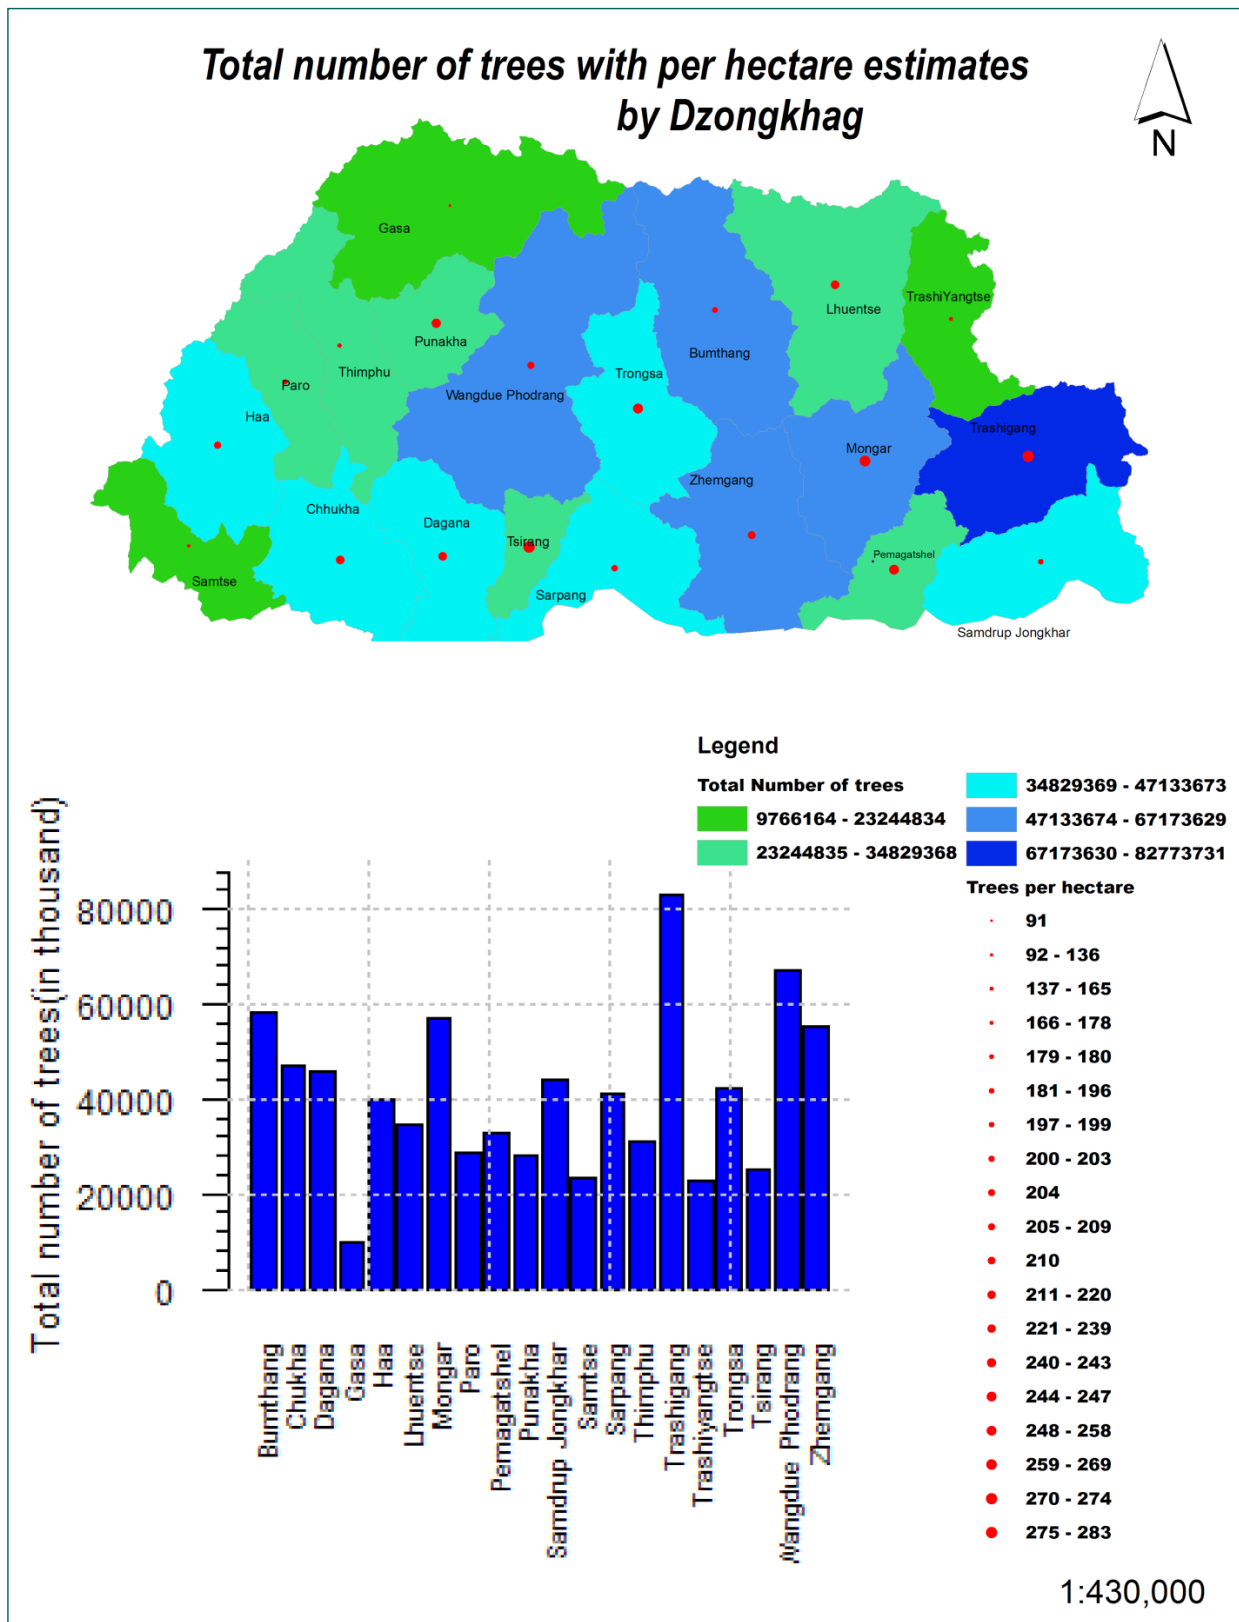 Total number of trees with per hectare estimates
by Dzongkhag
N
Gasa
TrashiYangtse
Lhuentse
Punakha
Bumthang
Thimphu
Trongsa
Paro
Wangdue Phodrang
Haa
Trashigang
Mongar
Zhemgang
Chhukha
Dagana
Tsirang
Pemagatshel
Samtse
Sarpang
Samdrup Jongkhar
Legend
Total Number of trees
9766164 - 23244834
23244835 - 34829368
34829369 - 47133673
47133674 - 67173629
67173630 - 82773731
Trees per hectare
91
92 - 136
137 - 165
166 - 178
179 - 180
181 - 196
197 - 199
200 - 203
204
205 - 209
210
211 - 220
221 - 239
240 - 243
244 - 247
248 - 258
259 - 269
270 - 274
275 - 283
Total number of trees(in thousand)
80000
60000
40000
20000
0
Bumthang
Chukha
Dagana
Gasa
Haa
Lhuentse
Mongar
Paro
Pemagatshel
Punakha
Samdrup Jongkhar
Samtse
Sarpang
Thimphu
Trashigang
Trashiyangtse
Trongsa
Tsirang
Wangdue Phodrang
Zhemgang
1:430,000